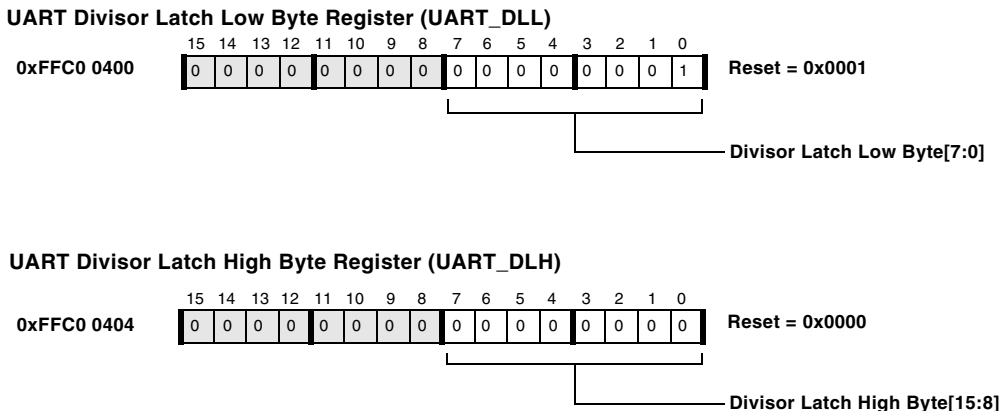 UART Divisor Latch Low Byte Register (UART_DLL)
15 14 13 12 11 10 9 8 7 6 5 4 3 2 1 0
0xFFC0 0400 0 0 0 0 0 0 0 0 0 0 0 0 0 0 0 1 Reset = 0x0001
Divisor Latch Low Byte[7:0]
UART Divisor Latch High Byte Register (UART_DLH)
15 14 13 12 11 10 9 8 7 6 5 4 3 2 1 0
0xFFC0 0404 0 0 0 0 0 0 0 0 0 0 0 0 0 0 0 0 Reset = 0x0000
Divisor Latch High Byte[15:8]